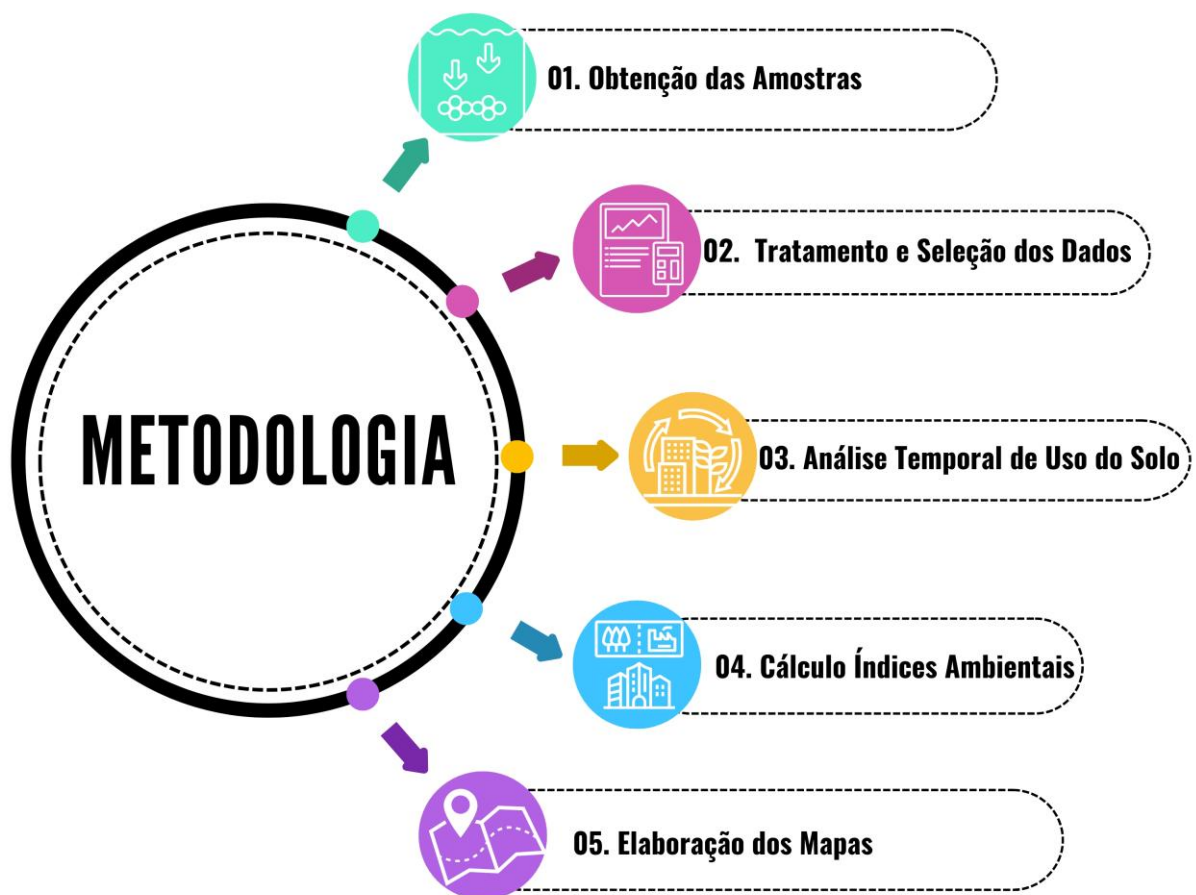 METODOLOGIA
01. Obtenção das Amostras
02. Tratamento e Seleção dos Dados
03. Análise Temporal de Uso do Solo
04. Cálculo Índices Ambientais
05. Elaboração dos Mapas